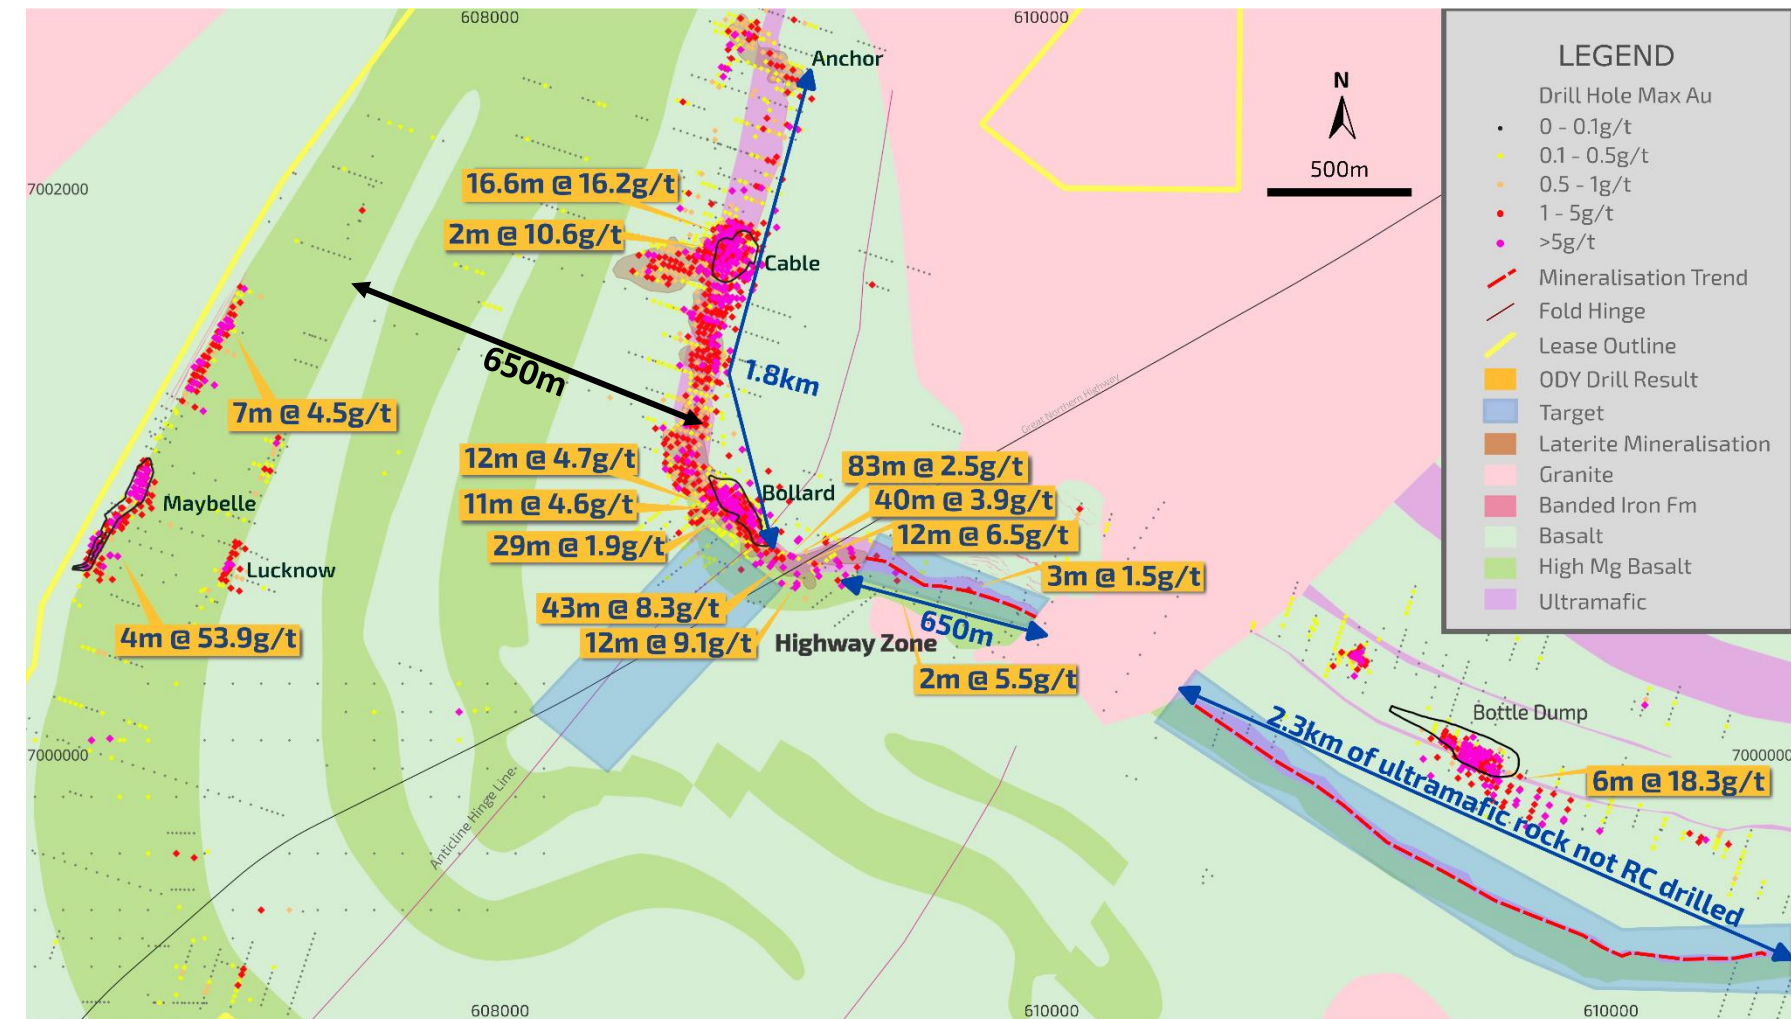 608000
610000
Anchor
N
500m
7002000
16.6m @ 16.2g/t
2m @ 10.6g/t
Cable
650m
1.8km
7m @ 4.5g/t
Great Northern Highway
12m @ 4.7g/t
83m @ 2.5g/t
Maybelle
11m @ 4.6g/t
Bollard
40m @ 3.9g/t
29m @ 1.9g/t
12m @ 6.5g/t
Lucknow
3m @ 1.5g/t
43m @ 8.3g/t
4m @ 53.9g/t
12m @ 9.1g/t
Highway Zone
650m
2m @ 5.5g/t
Bottle Dump
2.3km of ultramafic rock not RC drilled
7000000
7000000
6m @ 18.3g/t
Anticline Hinge Line
608000
610000
610000
LEGEND
Drill Hole Max Au
0 - 0.1g/t
0.1 - 0.5g/t
0.5 - 1g/t
1 - 5g/t
>5g/t
Mineralisation Trend
Fold Hinge
Lease Outline
ODY Drill Result
Target
Laterite Mineralisation
Granite
Banded Iron Fm
Basalt
High Mg Basalt
Ultramafic